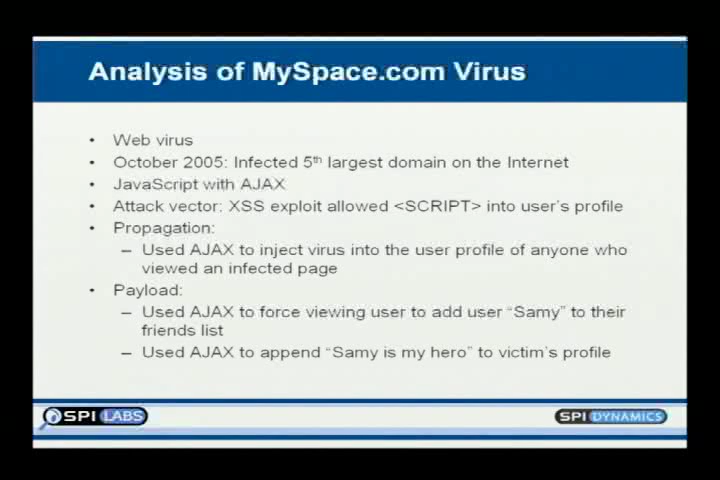 Analysis of MySpace.com Virus
• Web virus
• October 2005: Infected 5th largest domain on the Internet
• JavaScript with AJAX
• Attack vector: XSS exploit allowed <SCRIPT> into user's profile
• Propagation:
– Used AJAX to inject virus into the user profile of anyone who
viewed an infected page
• Payload:
– Used AJAX to force viewing user to add user “Samy” to their
friends list
– Used AJAX to append “Samy is my hero” to victim's profile
SPI LABS
SPI DYNAMICS